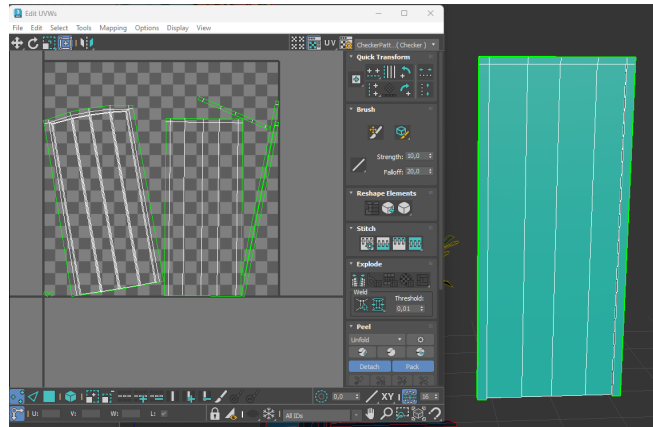 Edit UVWs
File Edit Select Tools Mapping Options Display View
UV CheckerPatt...( Checker )
Quick Transform
Brush
Strength: 10,0
Falloff: 20,0
Reshape Elements
Stitch
Explode
Weld
Threshold:
0,01
Peel
Unfold
Detach Pack
0,0 XY 16
U: V: W: L: All IDs